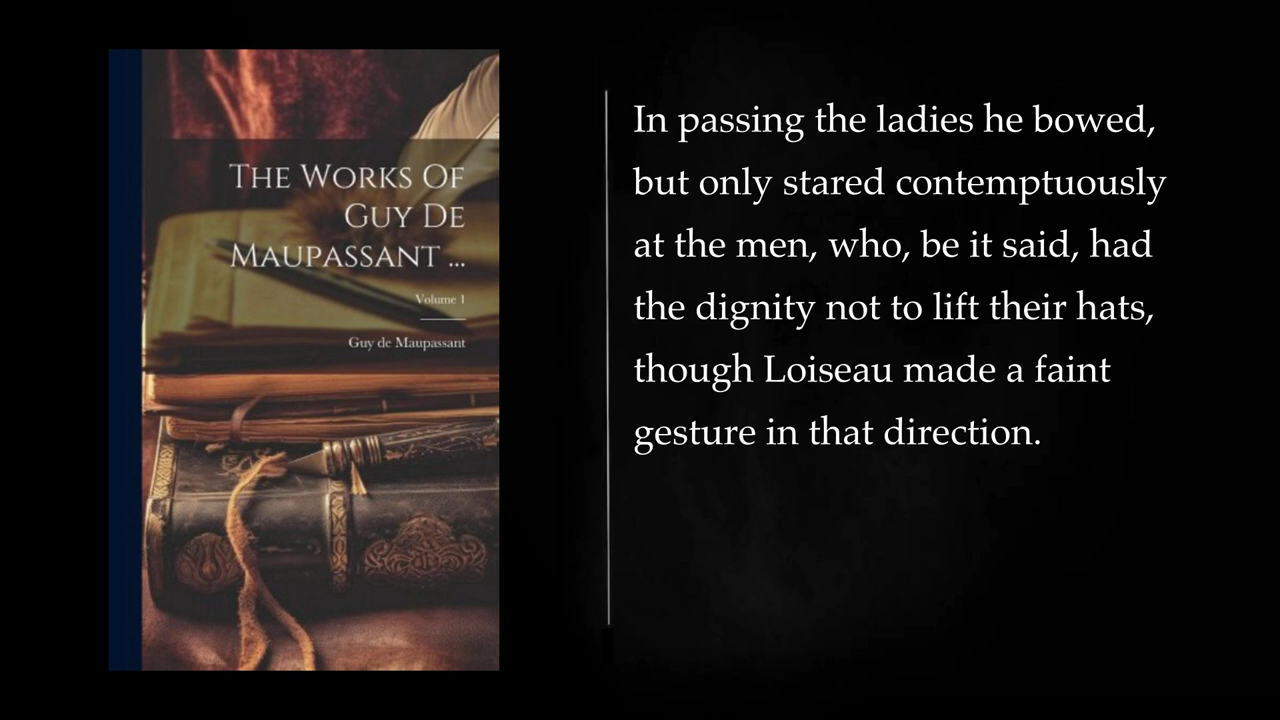 The Works Of
Guy De
Maupassant ...
Volume 1
Guy de Maupassant
In passing the ladies he bowed,
but only stared contemptuously
at the men, who, be it said, had
the dignity not to lift their hats,
though Loiseau made a faint
gesture in that direction.